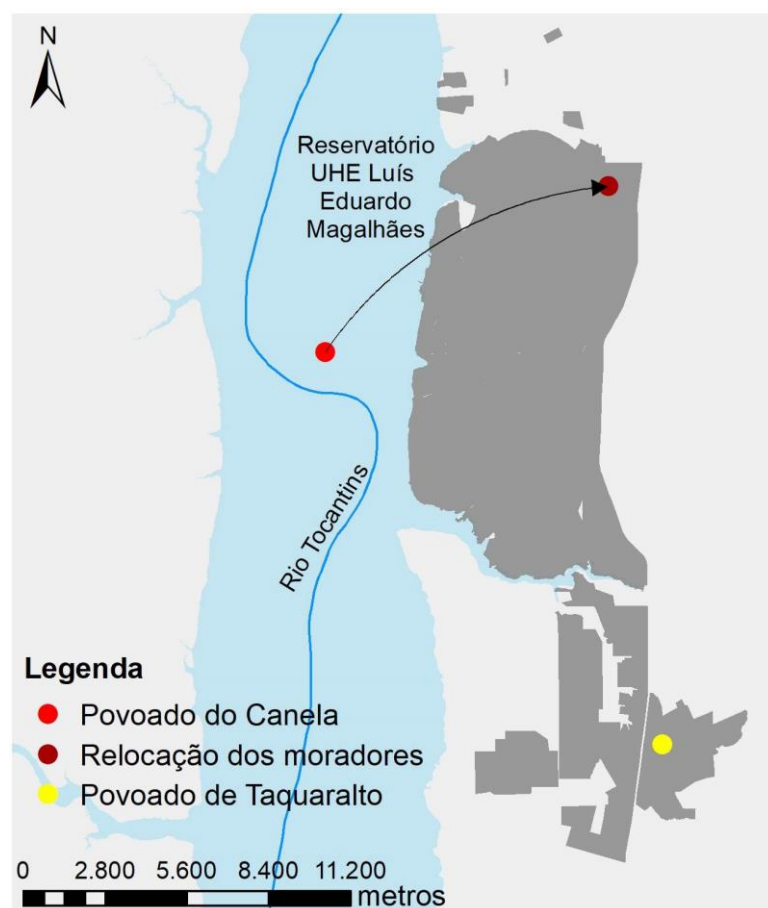 N
Reservatório
UHE Luís
Eduardo
Magalhães
Rio Tocantins
Legenda
Povoado do Canela
Relocação dos moradores
Povoado de Taquaralto
0 2.800 5.600 8.400 11.200
metros